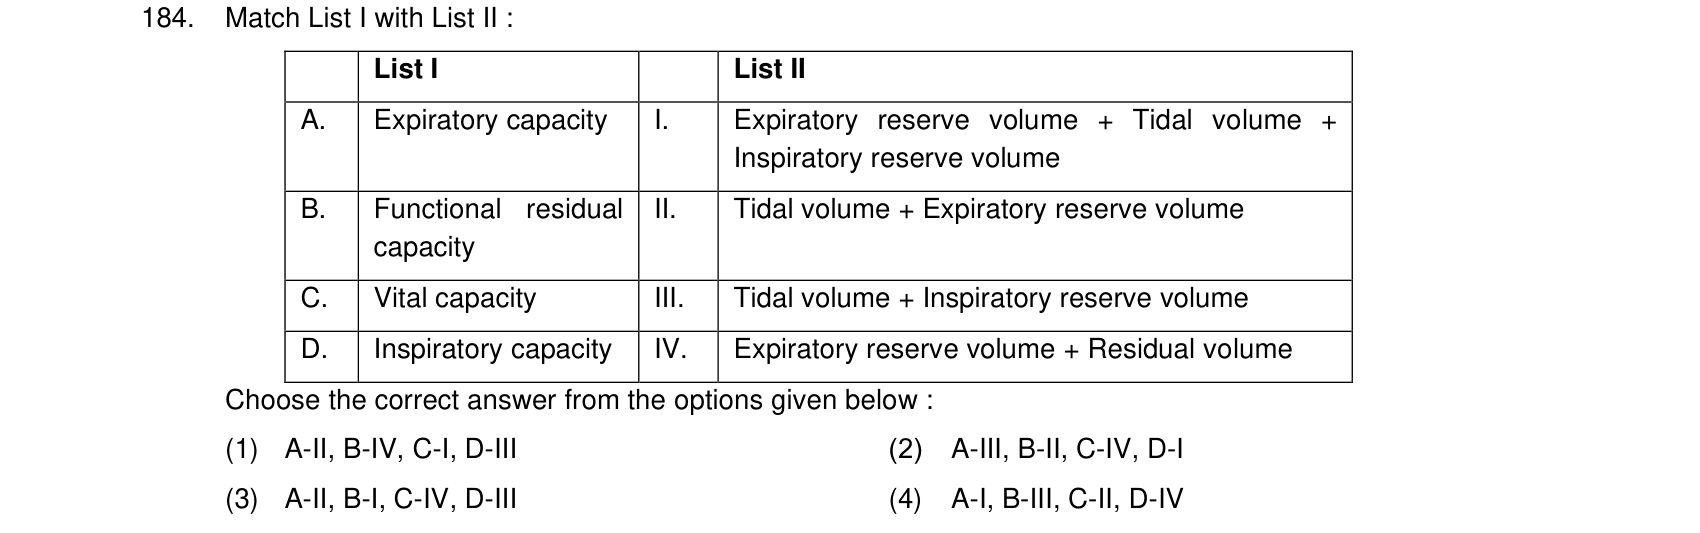 184. Match List I with List II :
List I List II
A. Expiratory capacity I. Expiratory reserve volume + Tidal volume +
Inspiratory reserve volume
B. Functional residual II. Tidal volume + Expiratory reserve volume
capacity
C. Vital capacity III. Tidal volume + Inspiratory reserve volume
D. Inspiratory capacity IV. Expiratory reserve volume + Residual volume
Choose the correct answer from the options given below :
(1) A-II, B-IV, C-I, D-III (2) A-III, B-II, C-IV, D-I
(3) A-II, B-I, C-IV, D-III (4) A-I, B-III, C-II, D-IV